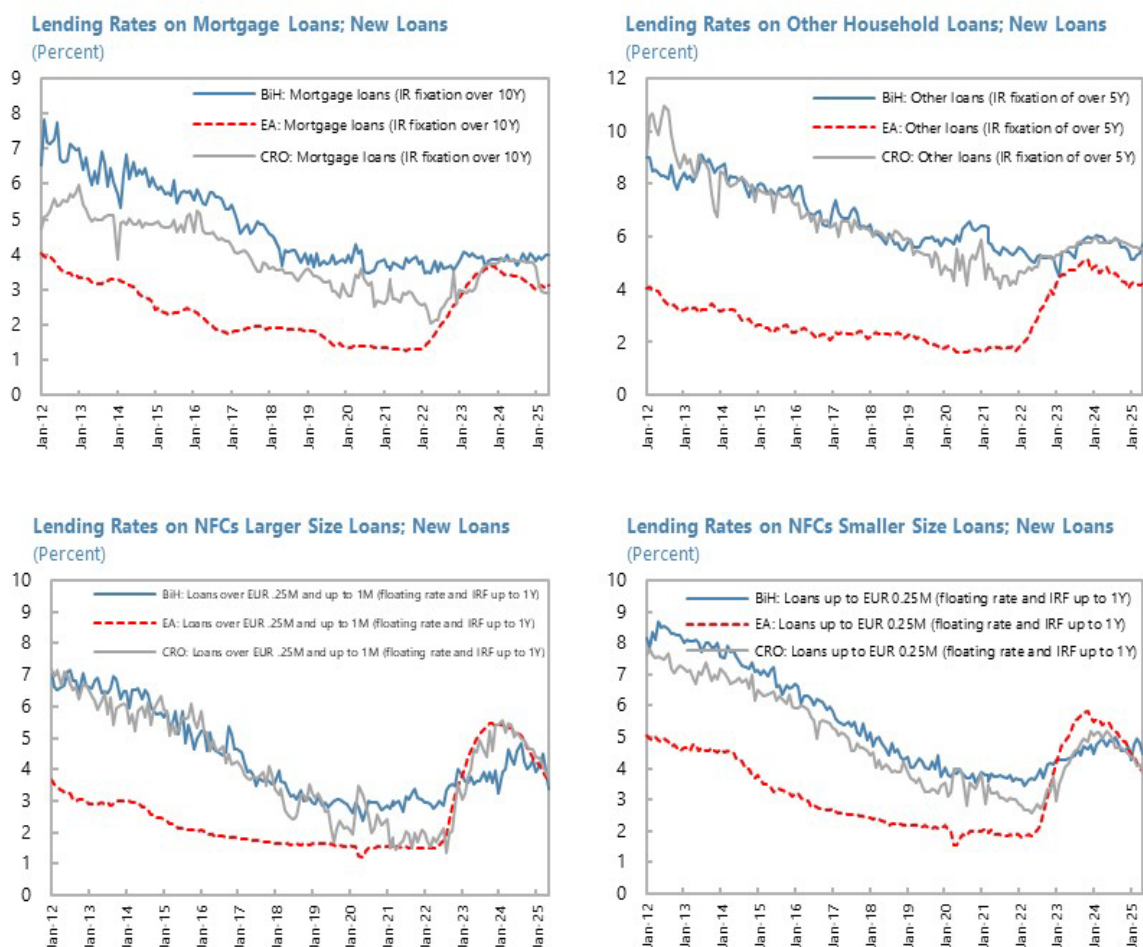 Lending Rates on Mortgage Loans; New Loans
(Percent)
9
8
7
6
5
4
3
2
1
0
BiH: Mortgage loans (IR fixation over 10Y)
EA: Mortgage loans (IR fixation over 10Y)
CRO: Mortgage loans (IR fixation over 10Y)
Jan-12
Jan-13
Jan-14
Jan-15
Jan-16
Jan-17
Jan-18
Jan-19
Jan-20
Jan-21
Jan-22
Jan-23
Jan-24
Jan-25
Lending Rates on Other Household Loans; New Loans
(Percent)
12
10
8
6
4
2
0
BiH: Other loans (IR fixation of over 5Y)
EA: Other loans (IR fixation of over 5Y)
CRO: Other loans (IR fixation of over 5Y)
Jan-12
Jan-13
Jan-14
Jan-15
Jan-16
Jan-17
Jan-18
Jan-19
Jan-20
Jan-21
Jan-22
Jan-23
Jan-24
Jan-25
Lending Rates on NFCs Larger Size Loans; New Loans
(Percent)
10
9
8
7
6
5
4
3
2
1
0
BiH: Loans over EUR .25M and up to 1M (floating rate and IRF up to 1Y)
EA: Loans over EUR .25M and up to 1M (floating rate and IRF up to 1Y)
CRO: Loans over EUR .25M and up to 1M (floating rate and IRF up to 1Y)
Jan-12
Jan-13
Jan-14
Jan-15
Jan-16
Jan-17
Jan-18
Jan-19
Jan-20
Jan-21
Jan-22
Jan-23
Jan-24
Jan-25
Lending Rates on NFCs Smaller Size Loans; New Loans
(Percent)
10
9
8
7
6
5
4
3
2
1
0
BiH: Loans up to EUR 0.25M (floating rate and IRF up to 1Y)
EA: Loans up to EUR 0.25M (floating rate and IRF up to 1Y)
CRO: Loans up to EUR 0.25M (floating rate and IRF up to 1Y)
Jan-12
Jan-13
Jan-14
Jan-15
Jan-16
Jan-17
Jan-18
Jan-19
Jan-20
Jan-21
Jan-22
Jan-23
Jan-24
Jan-25